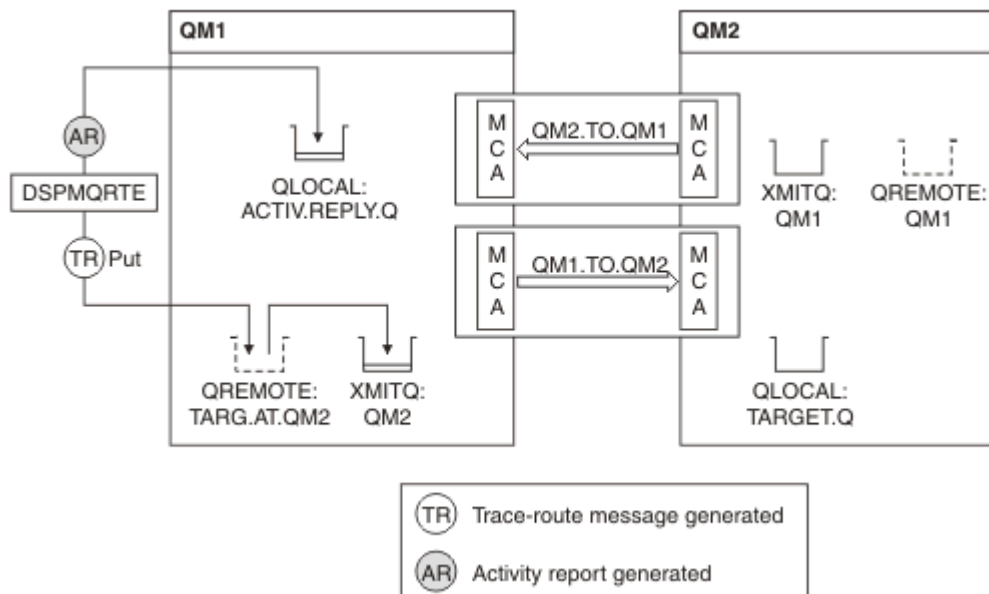 QM1
QM2
AR
DSPMQRTE
TR Put
QLOCAL:
ACTIV.REPLY.Q
M
C
A
QM2.TO.QM1
M
C
A
XMITQ:
QM1
QREMOTE:
QM1
M
C
A
QM1.TO.QM2
M
C
A
QREMOTE:
TARG.AT.QM2
XMITQ:
QM2
QLOCAL:
TARGET.Q
TR Trace-route message generated
AR Activity report generated